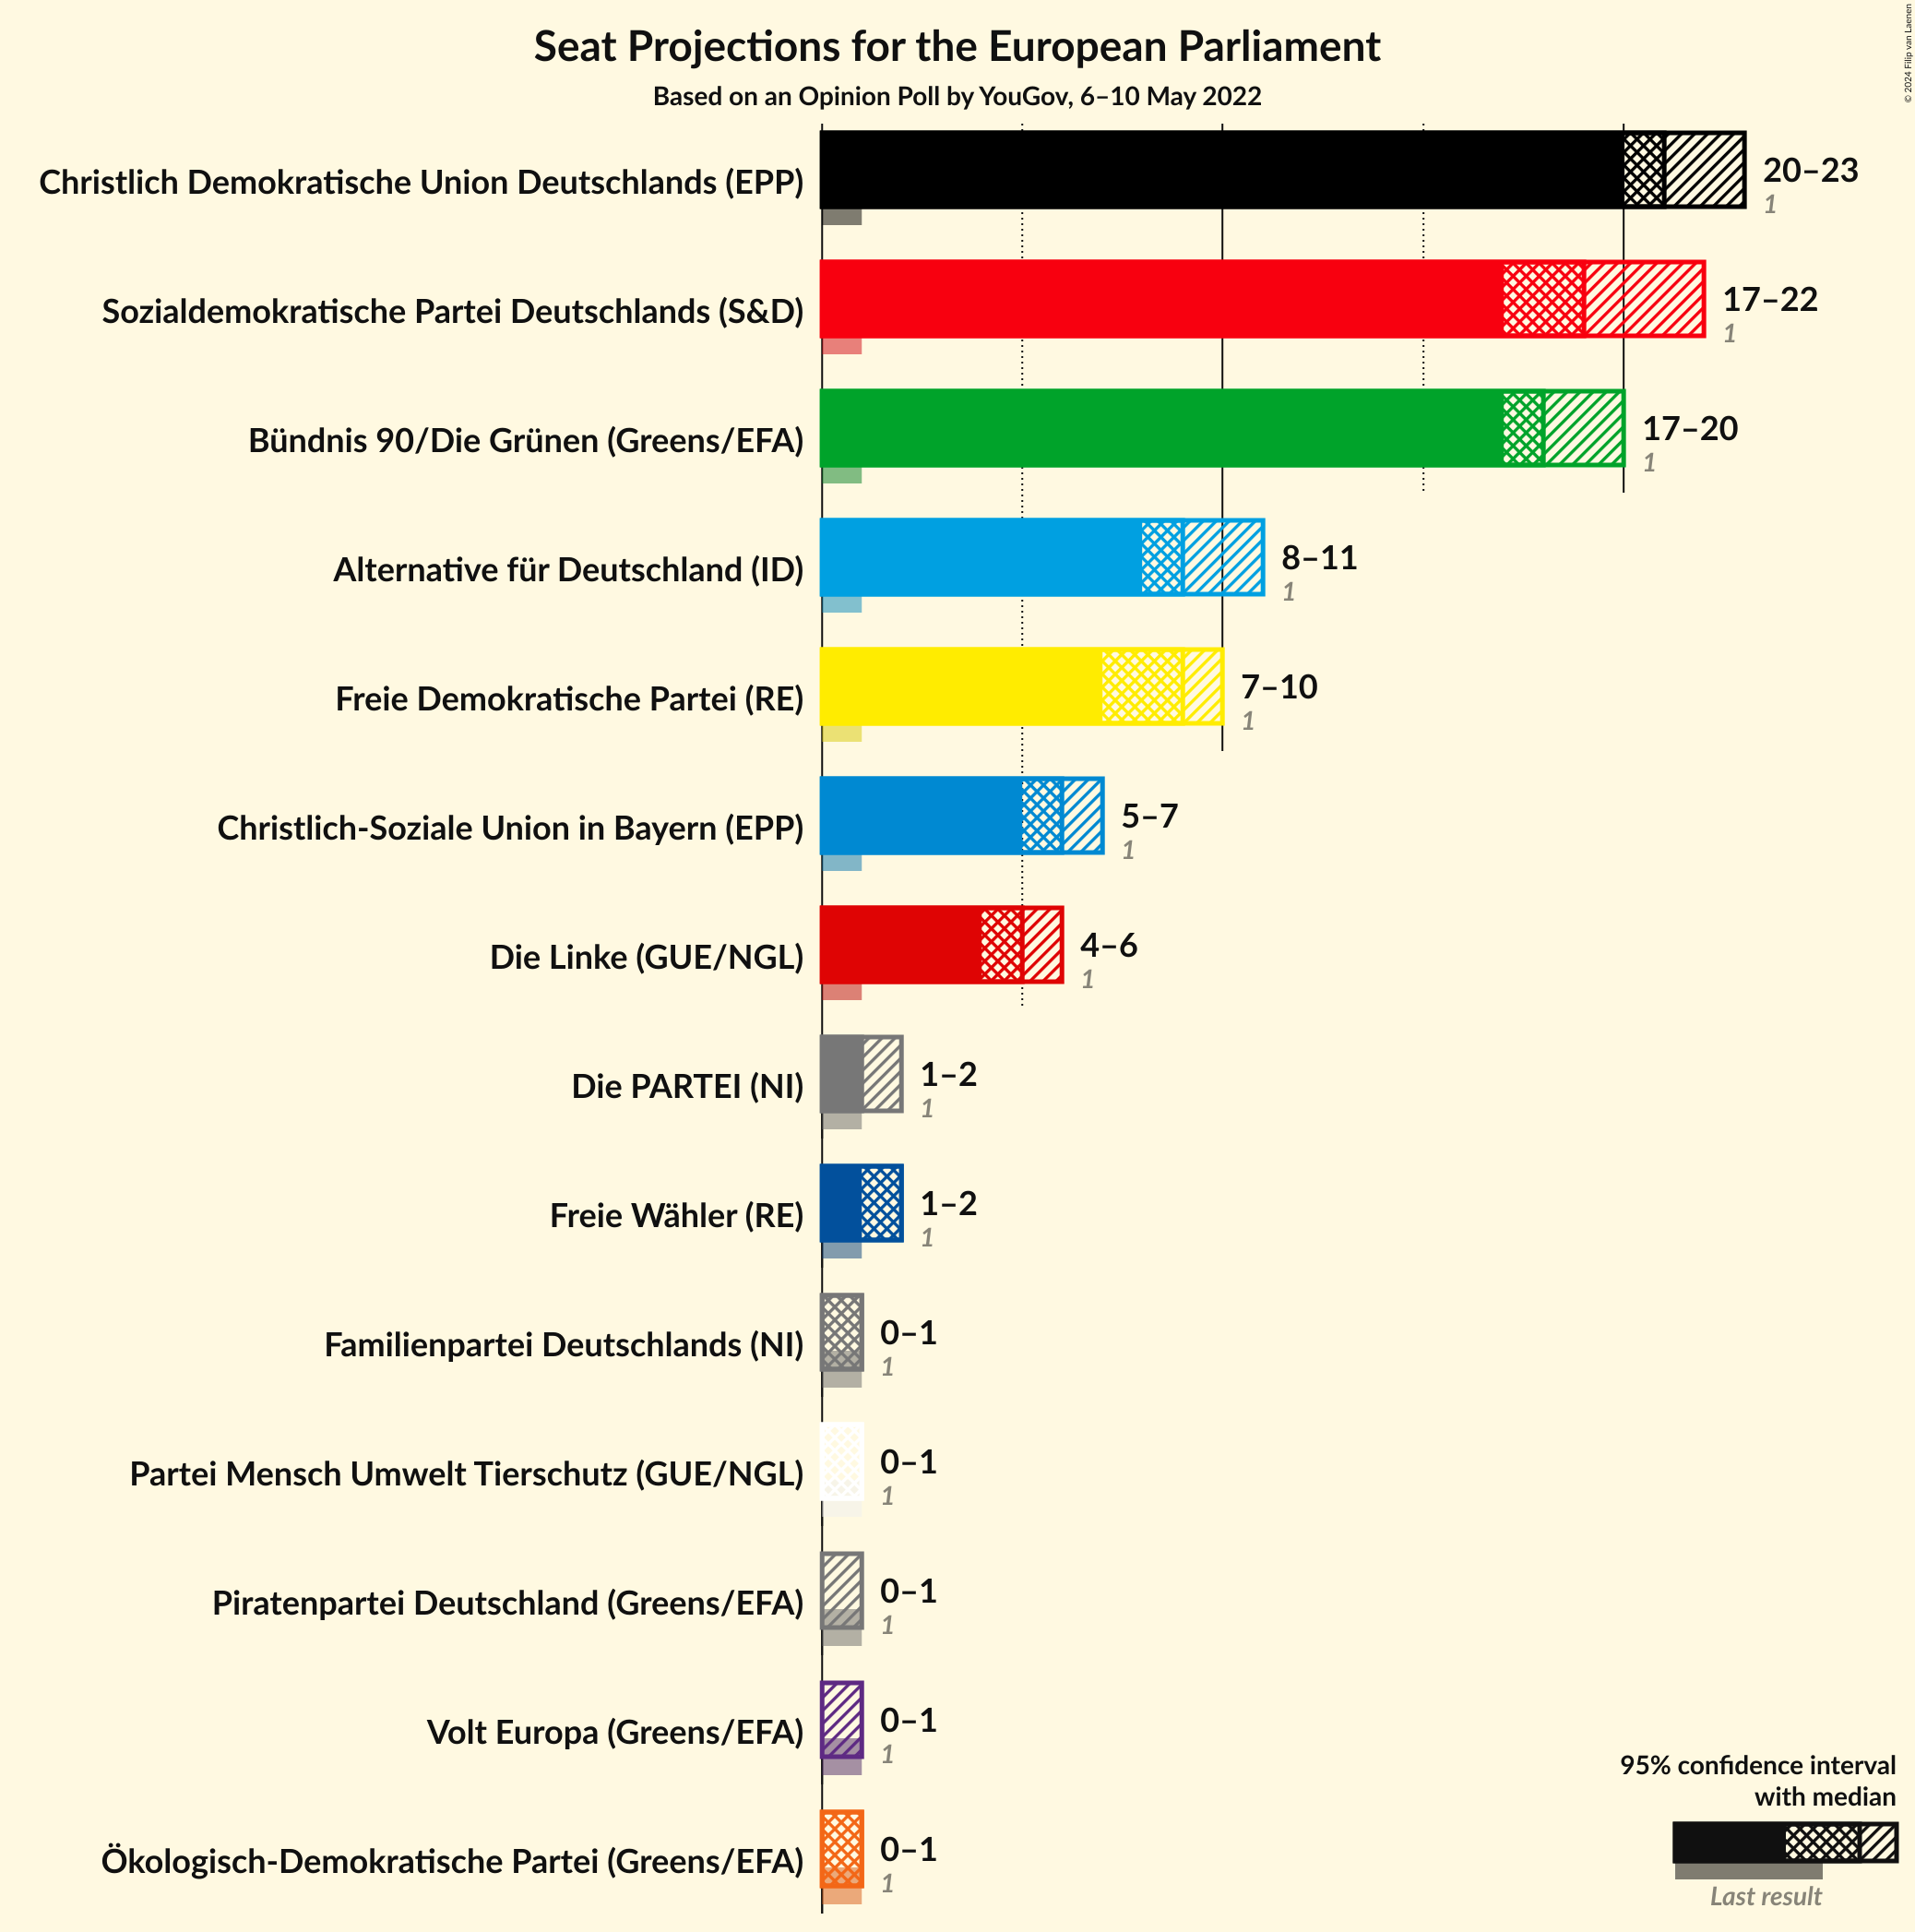 Seat Projections for the European Parliament
Based on an Opinion Poll by YouGov, 6–10 May 2022
© 2024 Filip van Laenen
Christlich Demokratische Union Deutschlands (EPP)
20–23
1
Sozialdemokratische Partei Deutschlands (S&D)
17–22
1
Bündnis 90/Die Grünen (Greens/EFA)
17–20
1
Alternative für Deutschland (ID)
8–11
1
Freie Demokratische Partei (RE)
7–10
1
Christlich-Soziale Union in Bayern (EPP)
5–7
1
Die Linke (GUE/NGL)
4–6
1
Die PARTEI (NI)
1–2
1
Freie Wähler (RE)
1–2
1
Familienpartei Deutschlands (NI)
0–1
1
Partei Mensch Umwelt Tierschutz (GUE/NGL)
0–1
1
Piratenpartei Deutschland (Greens/EFA)
0–1
1
Volt Europa (Greens/EFA)
0–1
1
Ökologisch-Demokratische Partei (Greens/EFA)
0–1
1
95% confidence interval
with median
Last result